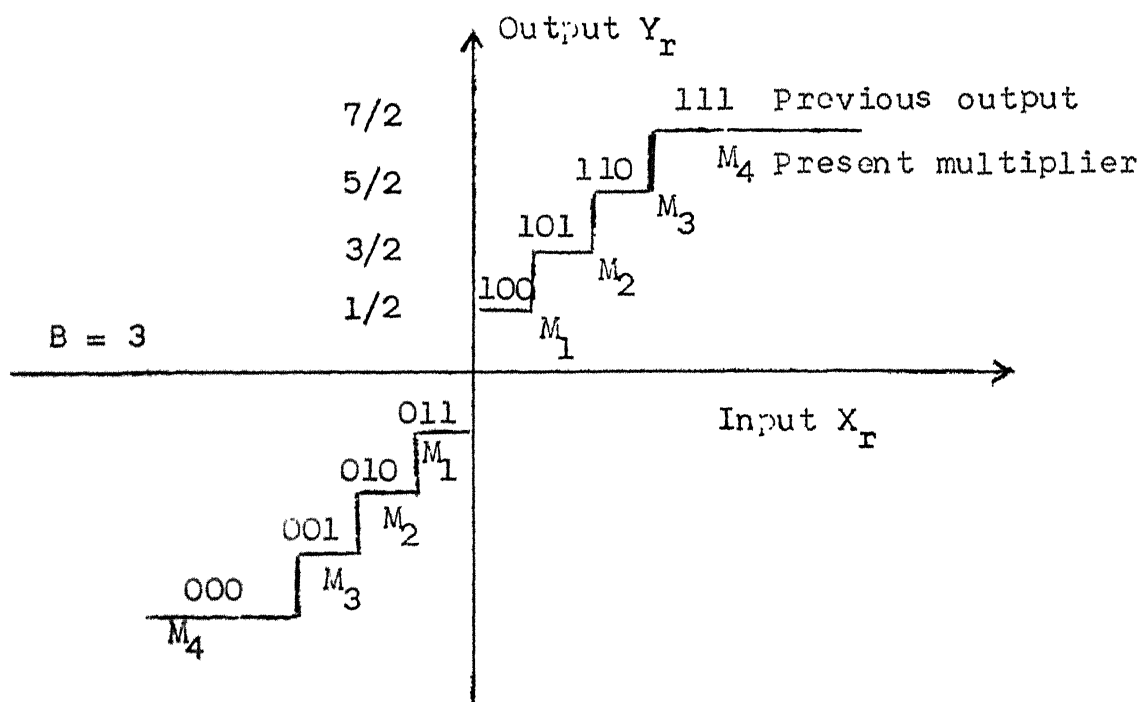 Output Y_r
7/2
111 Previous output
M_4 Present multiplier
5/2
110
M_3
3/2
101
M_2
1/2
100
M_1
B = 3
Input X_r
011
M_1
010
M_2
001
M_3
000
M_4